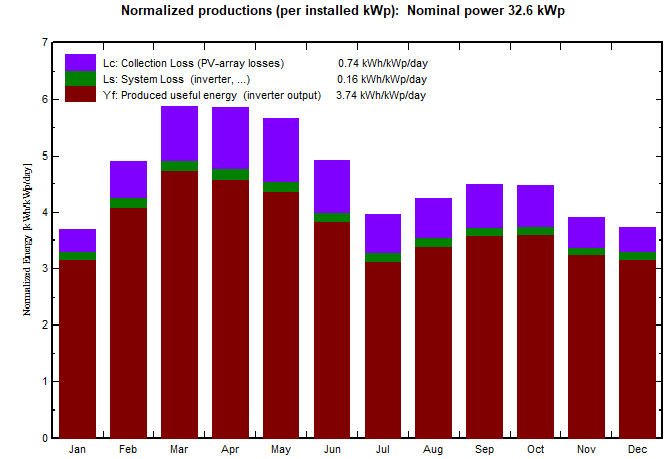 Normalized productions (per installed kWp): Nominal power 32.6 kWp
7
Lc: Collection Loss (PV-array losses) 0.74 kWh/kWp/day
Ls: System Loss (inverter, ...) 0.16 kWh/kWp/day
Yf: Produced useful energy (inverter output) 3.74 kWh/kWp/day
6
5
4
3
2
1
0
Normalized Energy [kWh/kWp/day]
Jan Feb Mar Apr May Jun Jul Aug Sep Oct Nov Dec